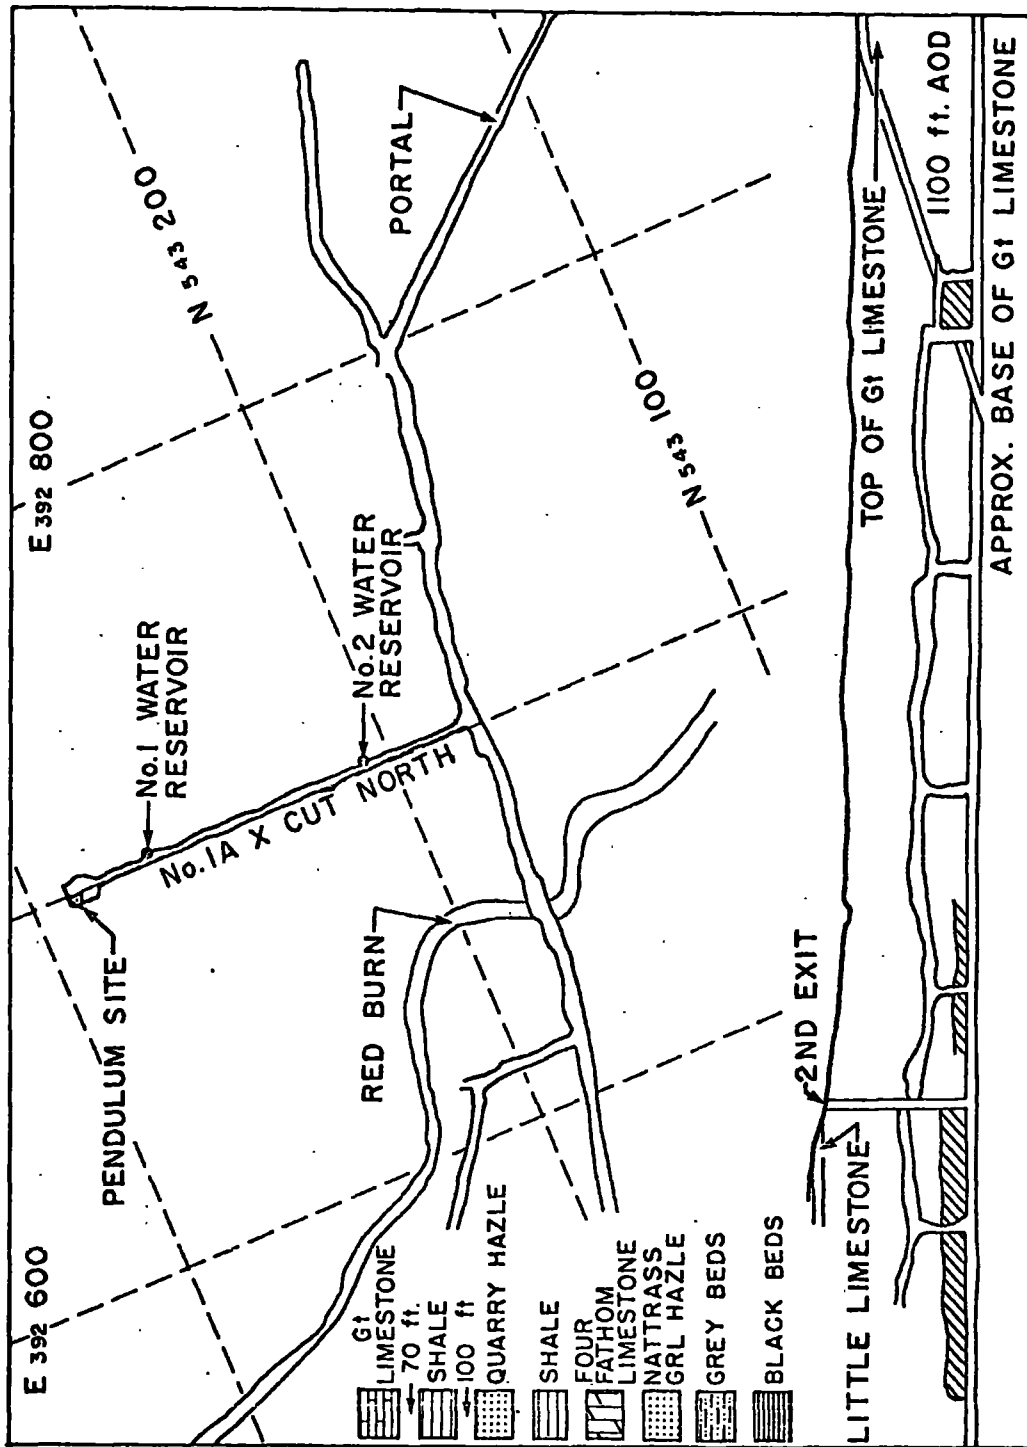 E 392 600
E 392 800
N 543 200
N 543 100
PENDULUM SITE
No.1 WATER
RESERVOIR
No.2 WATER
RESERVOIR
No.1A X CUT NORTH
RED BURN
PORTAL
Gt
LIMESTONE
70 ft.
SHALE
100 ft
QUARRY HAZLE
SHALE
FOUR
FATHOM
LIMESTONE
NATTRASS
GRL HAZLE
GREY BEDS
BLACK BEDS
2ND EXIT
LITTLE LIMESTONE
TOP OF Gt LIMESTONE
1100 ft. AOD
APPROX. BASE OF Gt LIMESTONE